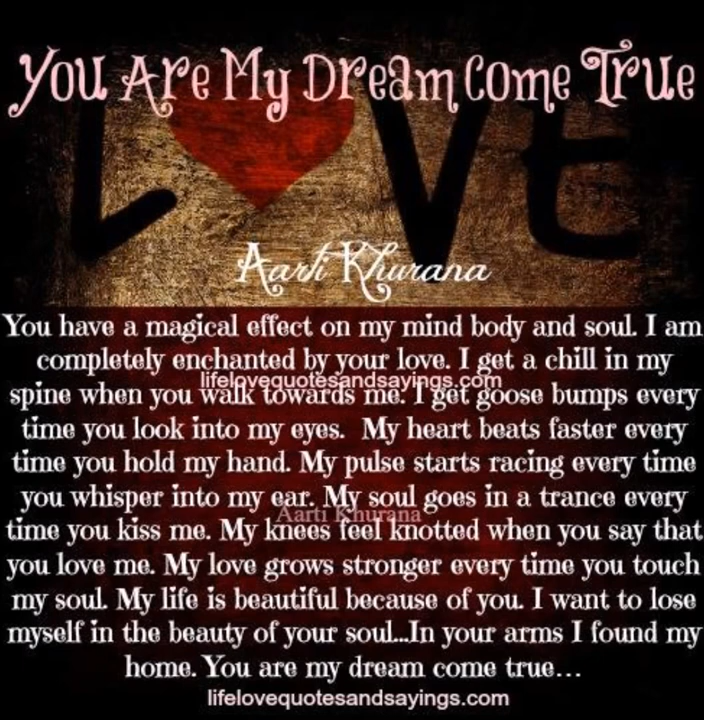 You Are My Dream Come True
LOVE
Aarti Khurana
You have a magical effect on my mind body and soul. I am
completely enchanted by your love. I get a chill in my
lifelovequotesandsayings.com
spine when you walk towards me. I get goose bumps every
time you look into my eyes. My heart beats faster every
time you hold my hand. My pulse starts racing every time
you whisper into my ear. My soul goes in a trance every
Aarti Khurana
time you kiss me. My knees feel knotted when you say that
you love me. My love grows stronger every time you touch
my soul. My life is beautiful because of you. I want to lose
myself in the beauty of your soul...In your arms I found my
home. You are my dream come true...
lifelovequotesandsayings.com